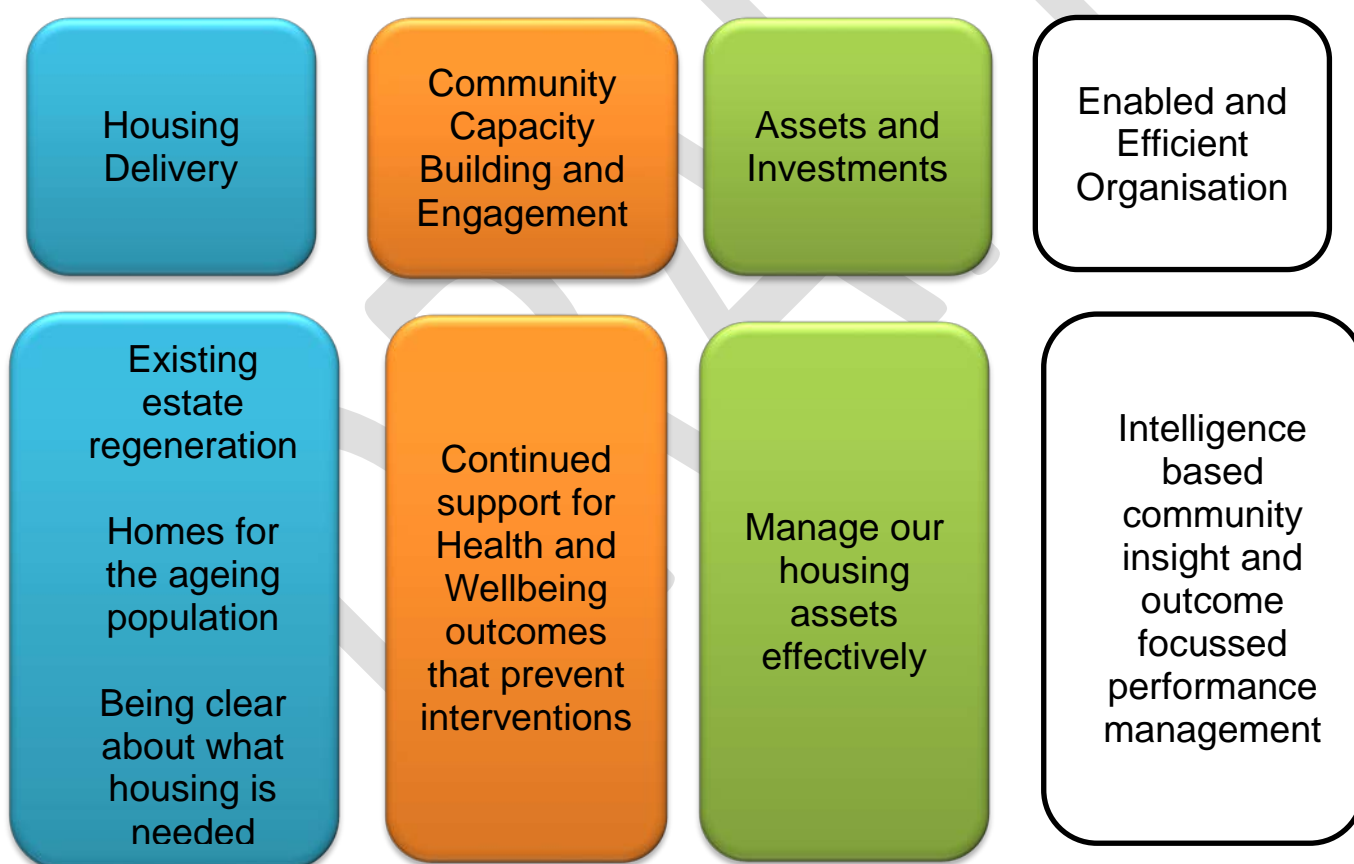 Housing
Delivery
Community
Capacity
Building and
Engagement
Assets and
Investments
Enabled and
Efficient
Organisation
Existing
estate
regeneration
Homes for
the ageing
population
Being clear
about what
housing is
needed
Continued
support for
Health and
Wellbeing
outcomes
that prevent
interventions
Manage our
housing
assets
effectively
Intelligence
based
community
insight and
outcome
focussed
performance
management